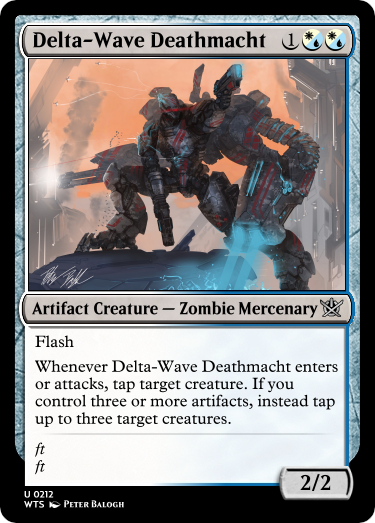 Delta-Wave Deathmacht 1
Artifact Creature — Zombie Mercenary
Flash
Whenever Delta-Wave Deathmacht enters
or attacks, tap target creature. If you
control three or more artifacts, instead tap
up to three target creatures.
ft
ft
2/2
U 0212
WTS Peter Balogh